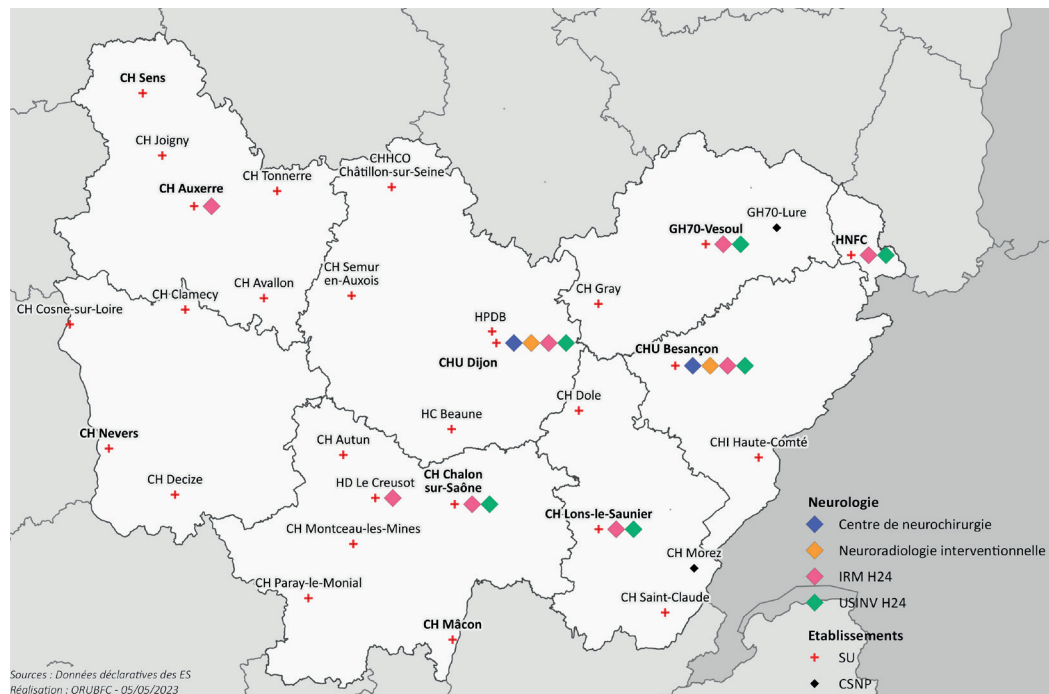 CH Sens
CH Joigny
CH Auxerre
CH Tonnerre
CHHCO
Châtillon-sur-Seine
GH70-Lure
GH70-Vesoul
HNFC
CH Semur
en-Auxois
CH Avallon
CH Clamecy
CH Cosne-sur-Loire
CH Gray
HPDB
CHU Dijon
CHU Besançon
CH Dole
HC Beaune
CH Nevers
CH Autun
CHI Haute-Comté
CH Decize
HD Le Creusot
CH Chalon
sur-Saône
CH Lons-le-Saunier
CH Montceau-les-Mines
CH Morez
CH Paray-le-Monial
CH Saint-Claude
CH Mâcon
Neurologie
Centre de neurochirurgie
Neuroradiologie interventionnelle
IRM H24
USINV H24
Etablissements
SU
CSNP
Sources : Données déclaratives des ES
Réalisation : ORUBFC - 05/05/2023